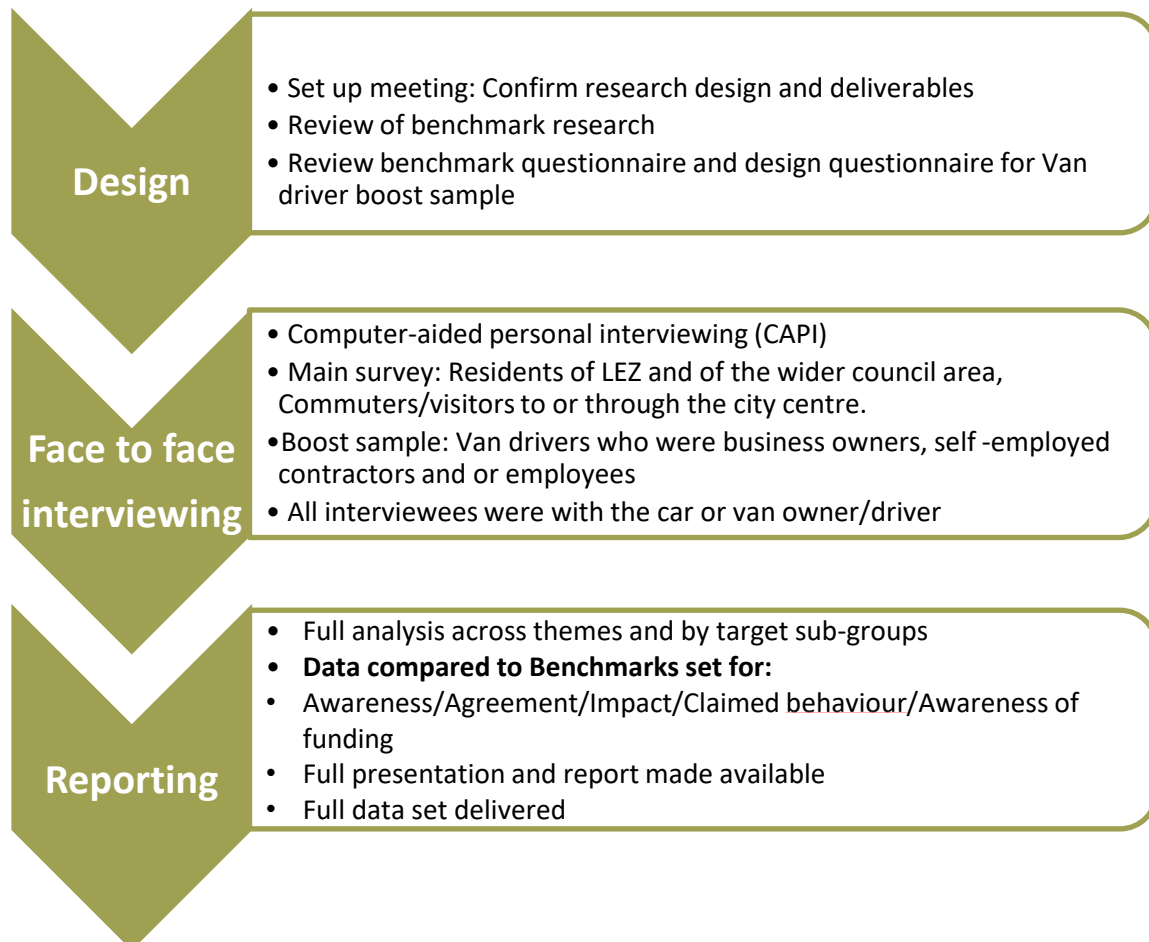 Design
• Set up meeting: Confirm research design and deliverables
• Review of benchmark research
• Review benchmark questionnaire and design questionnaire for Van
driver boost sample
Face to face
interviewing
• Computer-aided personal interviewing (CAPI)
• Main survey: Residents of LEZ and of the wider council area,
Commuters/visitors to or through the city centre.
•Boost sample: Van drivers who were business owners, self -employed
contractors and or employees
• All interviewees were with the car or van owner/driver
Reporting
• Full analysis across themes and by target sub-groups
• Data compared to Benchmarks set for:
• Awareness/Agreement/Impact/Claimed behaviour/Awareness of
funding
• Full presentation and report made available
• Full data set delivered